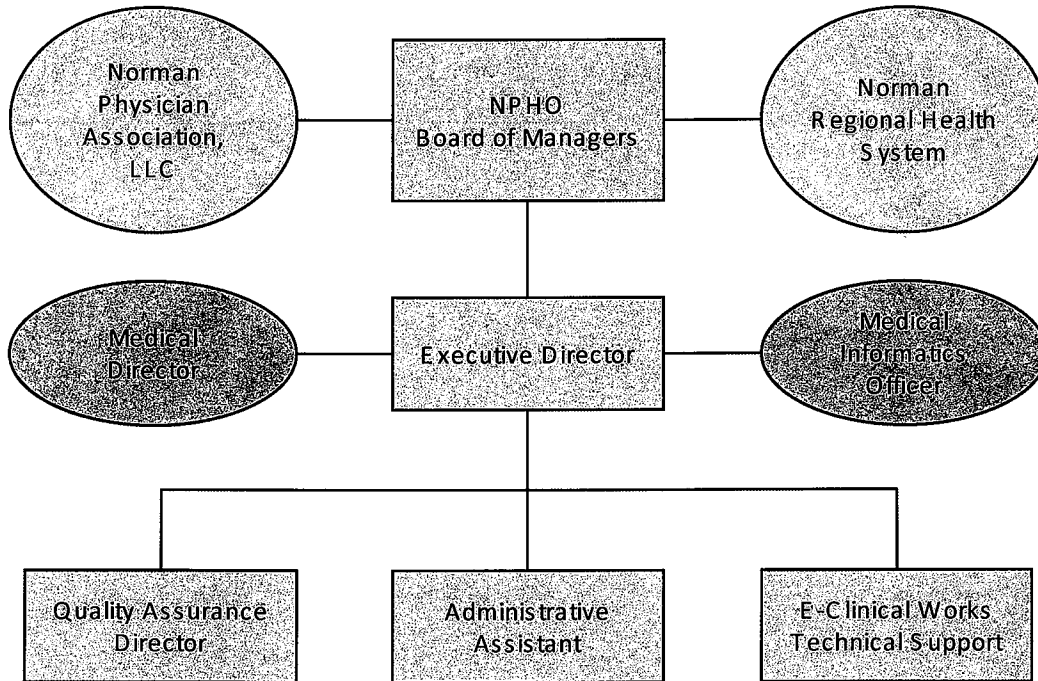 Norman
Physician
Association,
LLC
NPHO
Board of Managers
Norman
Regional Health
System
Medical
Director
Executive Director
Medical
Informatics
Officer
Quality Assurance
Director
Administrative
Assistant
E-Clinical Works
Technical Support